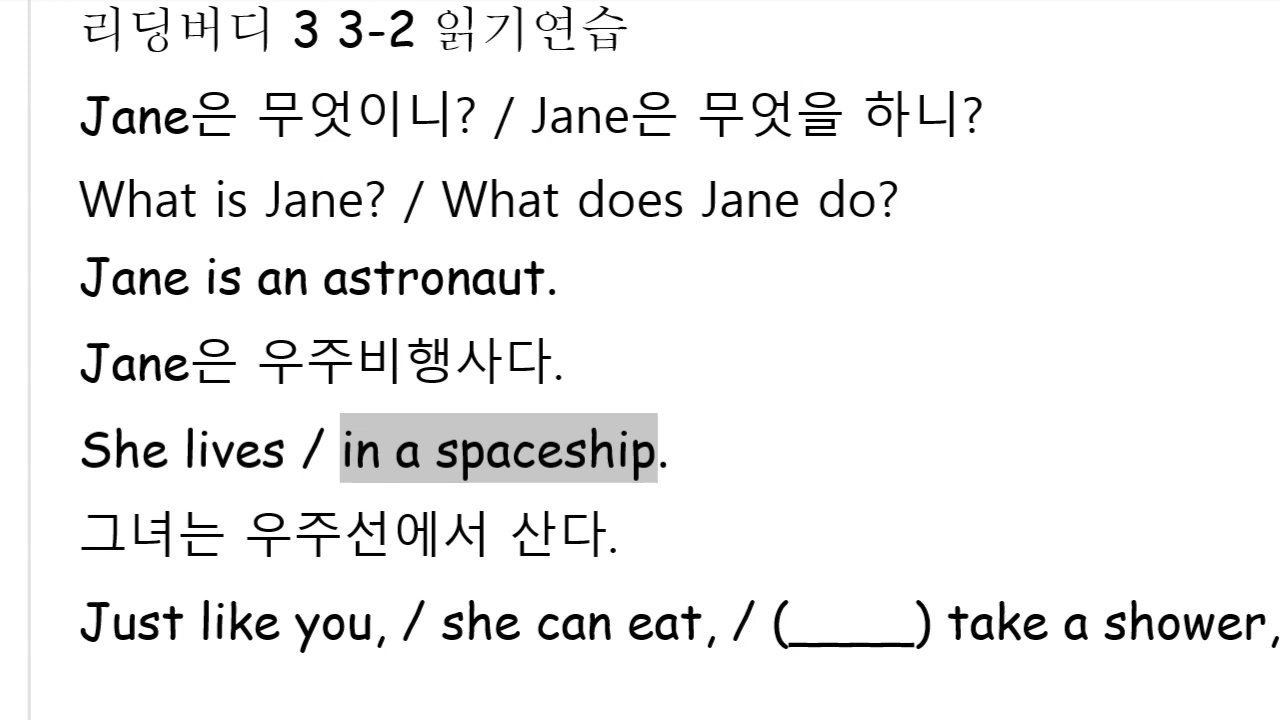 리딩버디 3 3-2 읽기연습
Jane은 무엇이니? / Jane은 무엇을 하니?
What is Jane? / What does Jane do?
Jane is an astronaut.
Jane은 우주비행사다.
She lives / in a spaceship.
그녀는 우주선에서 산다.
Just like you, / she can eat, / (____) take a shower,